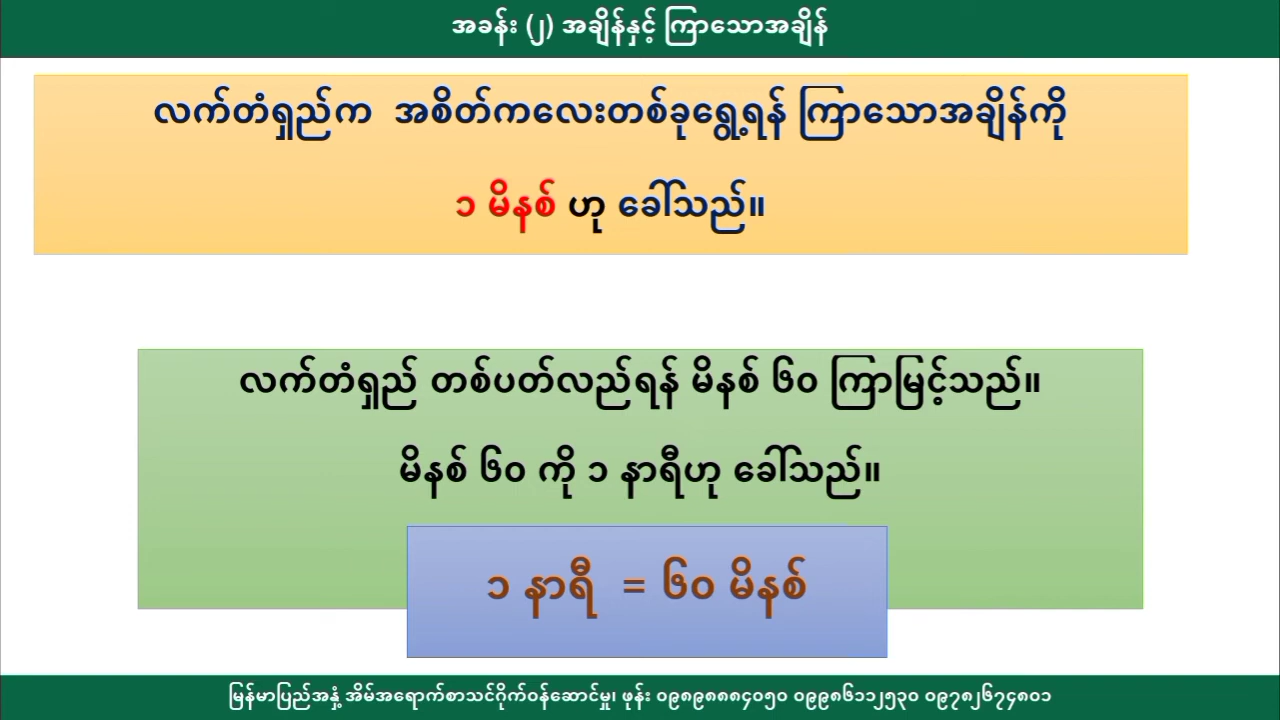 အခန်း (၂) အချိန်နှင့် ကြာသောအချိန်
လက်တံရှည်က အစိတ်ကလေးတစ်ခုရွေ့ရန် ကြာသောအချိန်ကို
၁ မိနစ် ဟု ခေါ်သည်။
လက်တံရှည် တစ်ပတ်လည်ရန် မိနစ် ၆၀ ကြာမြင့်သည်။
မိနစ် ၆၀ ကို ၁ နာရီဟု ခေါ်သည်။
၁ နာရီ = ၆၀ မိနစ်
မြန်မာပြည်အနှံ့ အိမ်အရောက်စာသင်ဂိုက်ဝန်ဆောင်မှု၊ ဖုန်း ၀၉၈၉၈၈၈၄၀၅၀ ၀၉၉၈၆၁၁၂၅၃၀ ၀၉၇၈၂၆၇၄၈၀၁